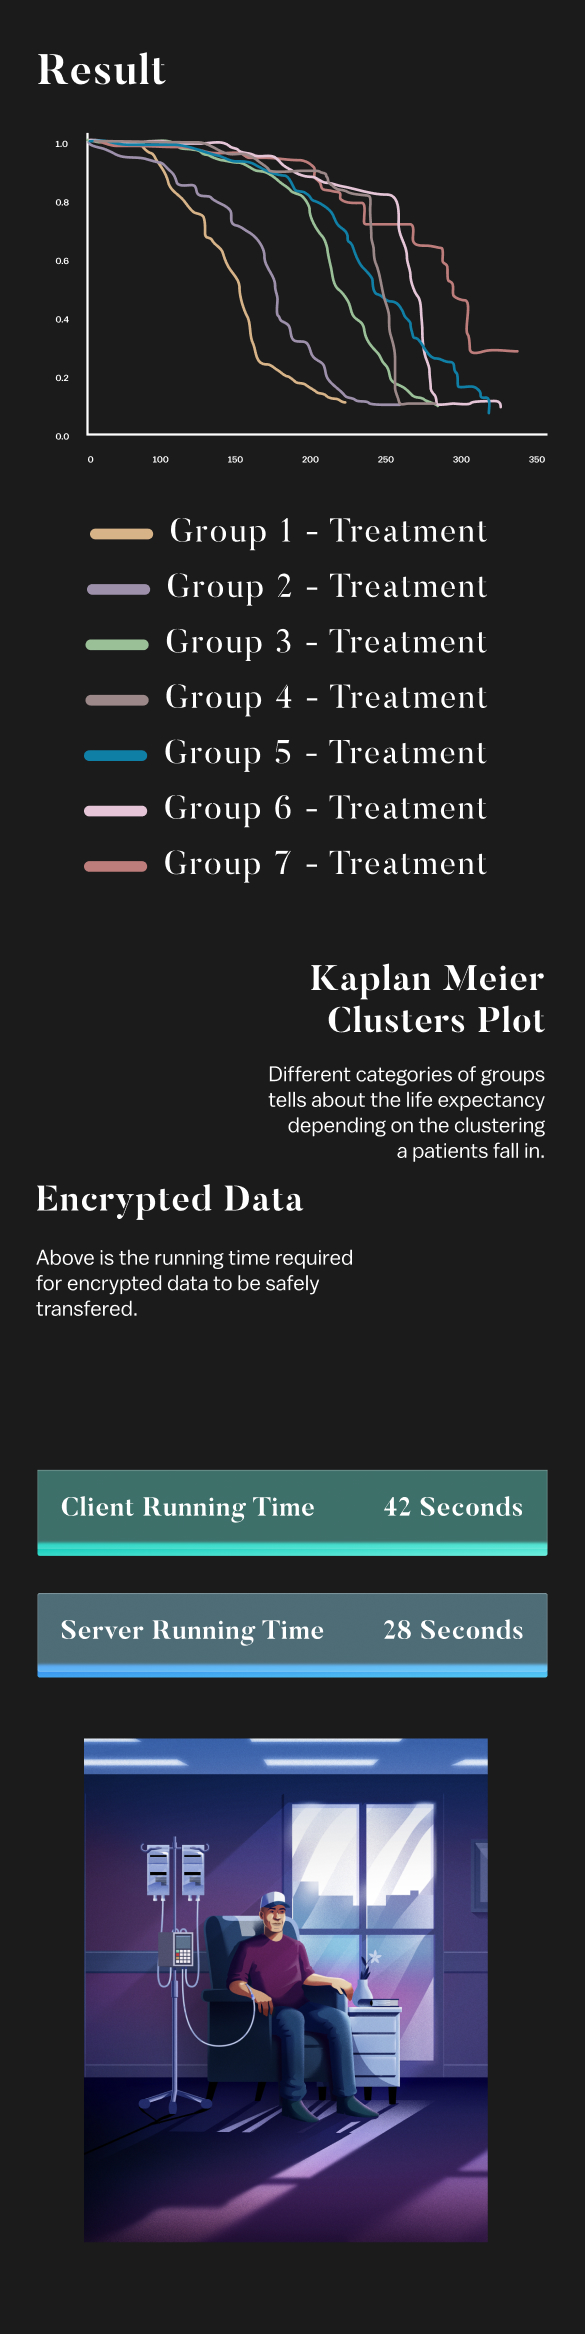 Result
1.0
0.8
0.6
0.4
0.2
0.0
0 100 150 200 250 300 350
Group 1 - Treatment
Group 2 - Treatment
Group 3 - Treatment
Group 4 - Treatment
Group 5 - Treatment
Group 6 - Treatment
Group 7 - Treatment
Kaplan Meier
Clusters Plot
Different categories of groups
tells about the life expectancy
depending on the clustering
a patients fall in.
Encrypted Data
Above is the running time required
for encrypted data to be safely
transfered.
Client Running Time 42 Seconds
Server Running Time 28 Seconds